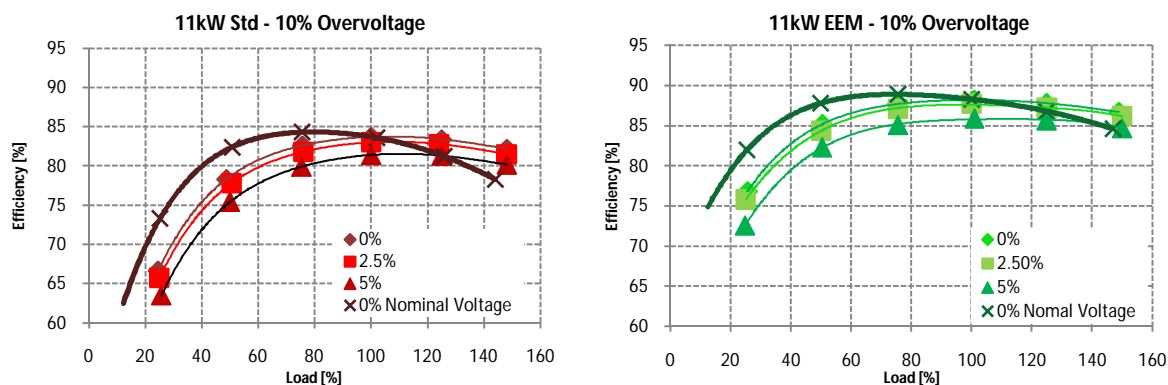 11kW Std - 10% Overvoltage
95
90
85
80
75
70
65
60
Efficiency [%]
0%
2.5%
5%
0% Nominal Voltage
0 20 40 60 80 100 120 140 160
Load [%]
11kW EEM - 10% Overvoltage
95
90
85
80
75
70
65
60
Efficiency [%]
0%
2.50%
5%
0% Nomal Voltage
0 20 40 60 80 100 120 140 160
Load [%]